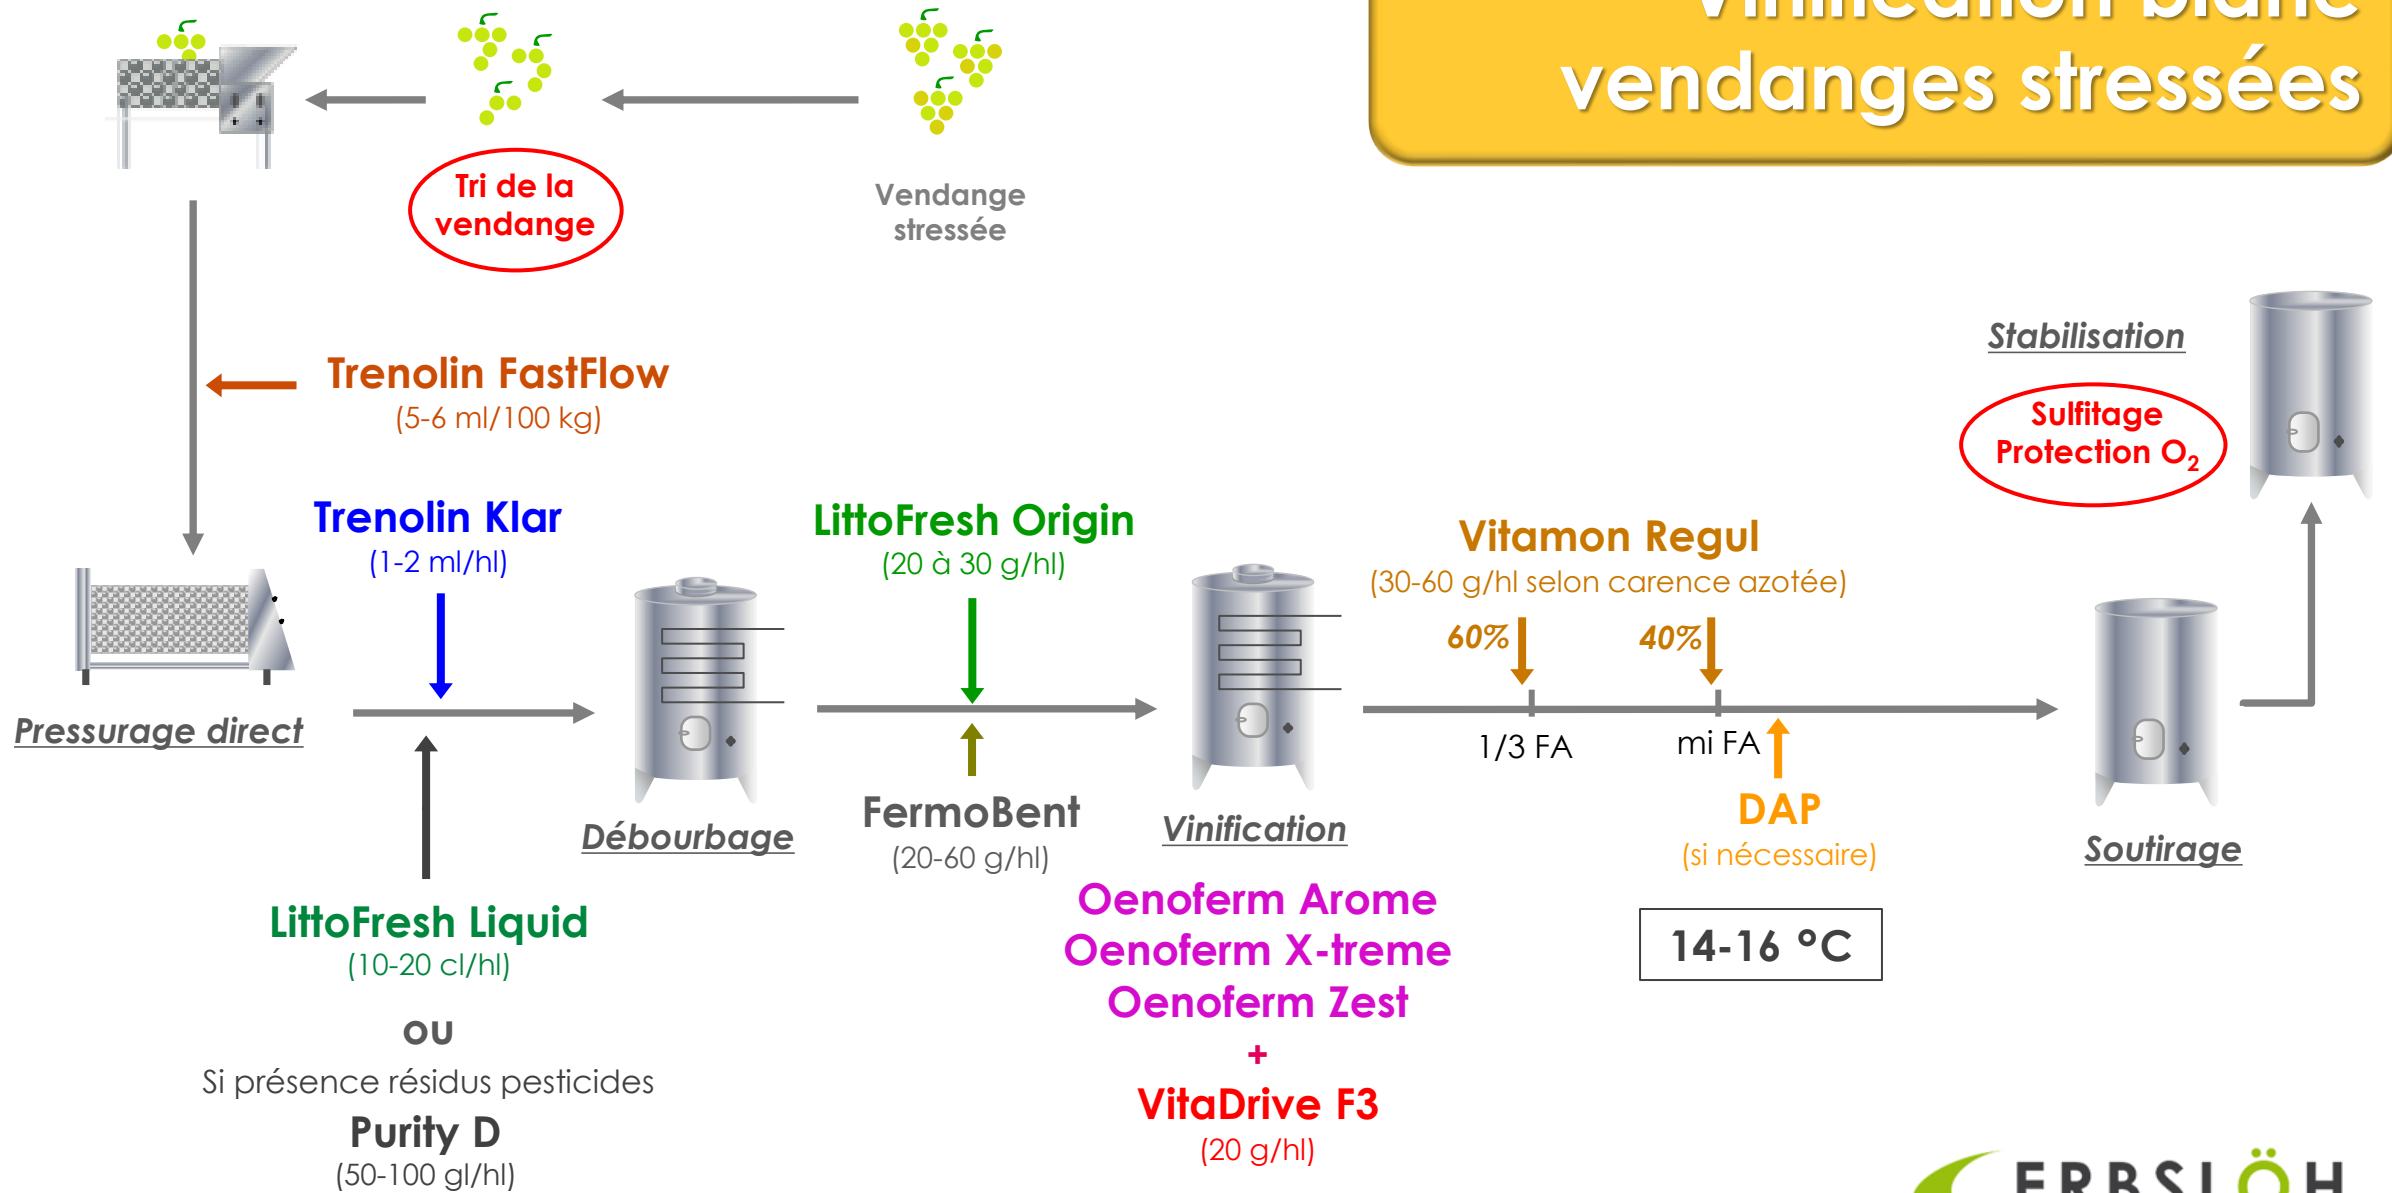 Vinification blanc
vendanges stressées
Tri de la
vendange
Vendange
stressée
Trenolin FastFlow
(5-6 ml/100 kg)
Stabilisation
Sulfitage
Protection O₂
Trenolin Klar
(1-2 ml/hl)
LittoFresh Origin
(20 à 30 g/hl)
Vitamon Regul
(30-60 g/hl selon carence azotée)
60%
40%
Pressurage direct
1/3 FA
mi FA
Débourbage
FermoBent
(20-60 g/hl)
Vinification
DAP
(si nécessaire)
Soutirage
LittoFresh Liquid
(10-20 cl/hl)
ou
Si présence résidus pesticides
Purity D
(50-100 gl/hl)
Oenoferm Arome
Oenoferm X-treme
Oenoferm Zest
+
VitaDrive F3
(20 g/hl)
14-16 °C
ERBSLÖH